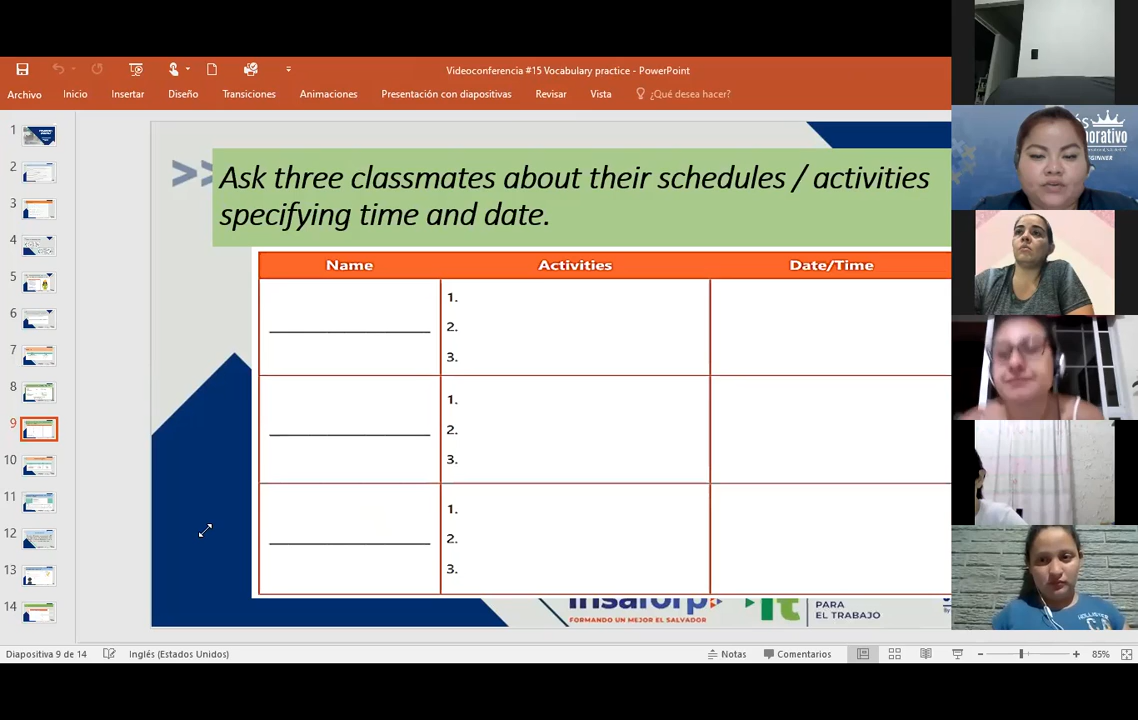 Videoconferencia #15 Vocabulary practice - PowerPoint
Archivo Inicio Insertar Diseño Transiciones Animaciones Presentación con diapositivas Revisar Vista ¿Qué desea hacer?
Ask three classmates about their schedules / activities
specifying time and date.
Name Activities Date/Time
1.
2.
3.
1.
2.
3.
1.
2.
3.
insaforp
FORMANDO UN MEJOR EL SALVADOR
PARA
EL TRABAJO
1
2
3
4
5
6
7
8
9
10
11
12
13
14
Diapositiva 9 de 14 Inglés (Estados Unidos) Notas Comentarios 85%